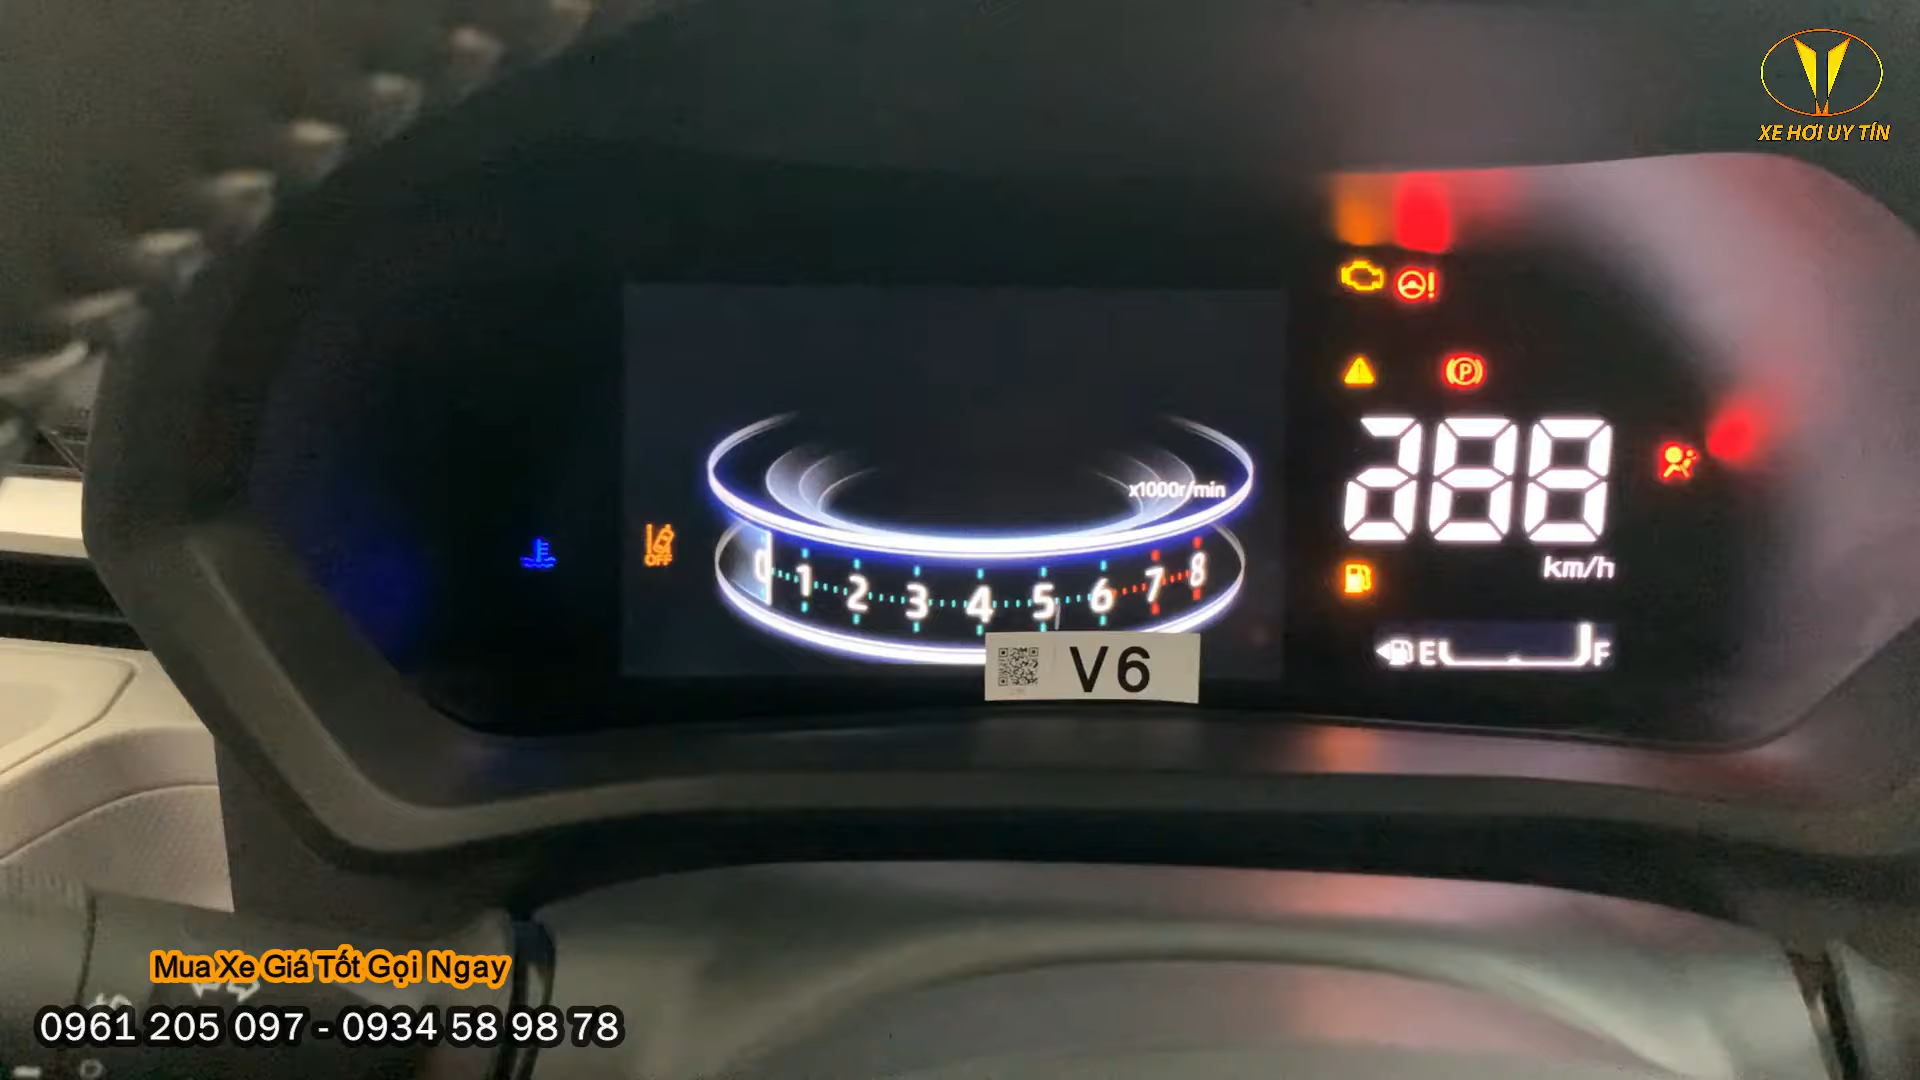 XE HƠI UY TÍN
x1000r/min
0 1 2 3 4 5 6 7 8
OFF
!
P
288
km/h
E F
V6
Mua Xe Giá Tốt Gọi Ngay
0961 205 097 - 0934 58 98 78